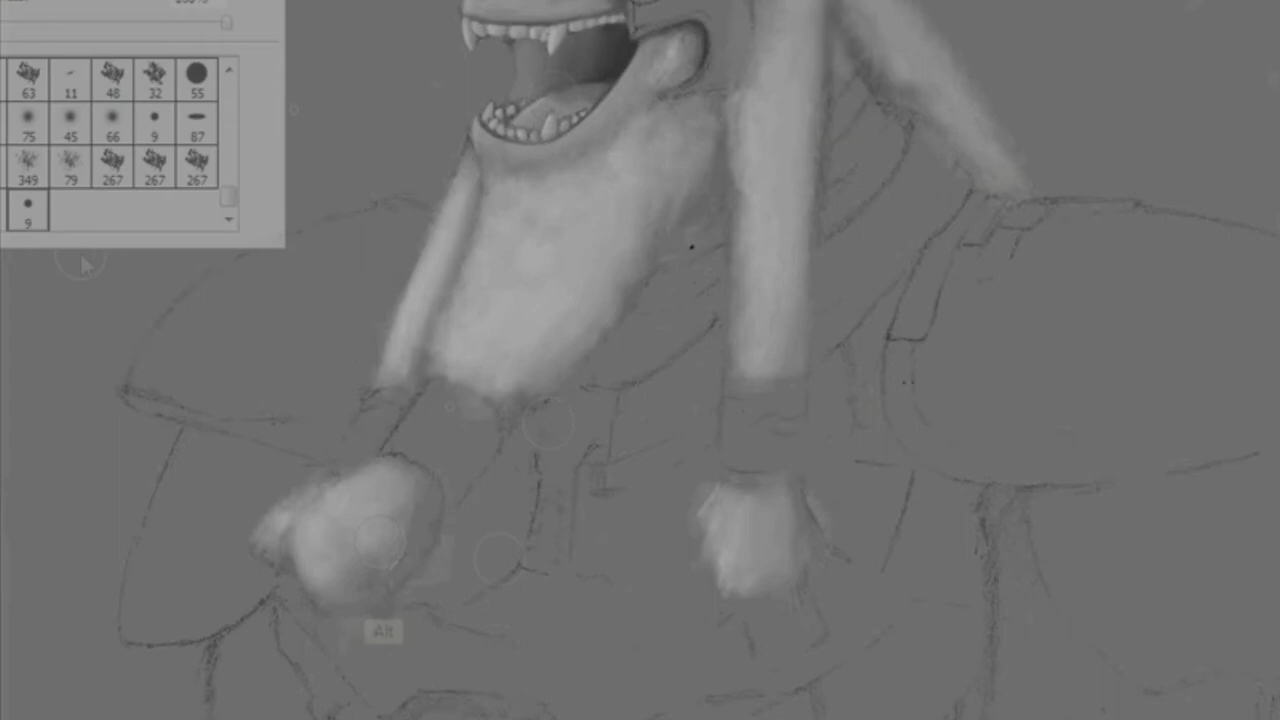 63 11 48 32 55
75 45 66 9 87
349 79 267 267 267
9
Alt